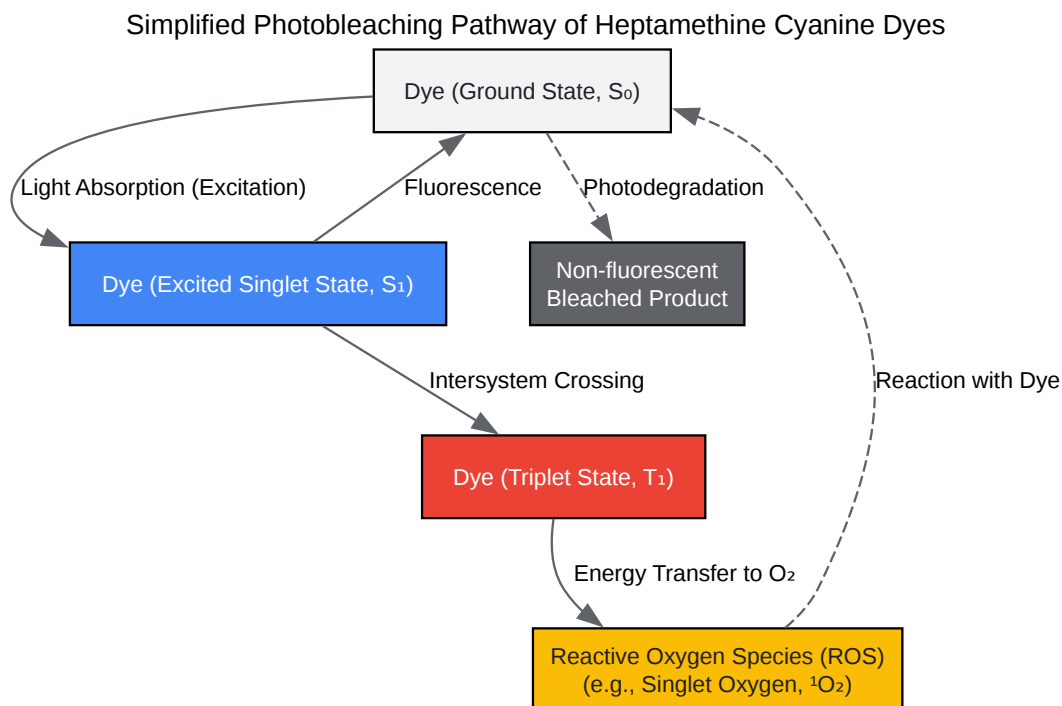 Simplified Photobleaching Pathway of Heptamethine Cyanine Dyes
Dye (Ground State, S₀)
Light Absorption (Excitation)
Fluorescence
Photodegradation
Dye (Excited Singlet State, S₁)
Non-fluorescent
Bleached Product
Intersystem Crossing
Reaction with Dye
Dye (Triplet State, T₁)
Energy Transfer to O₂
Reactive Oxygen Species (ROS)
(e.g., Singlet Oxygen, ¹O₂)